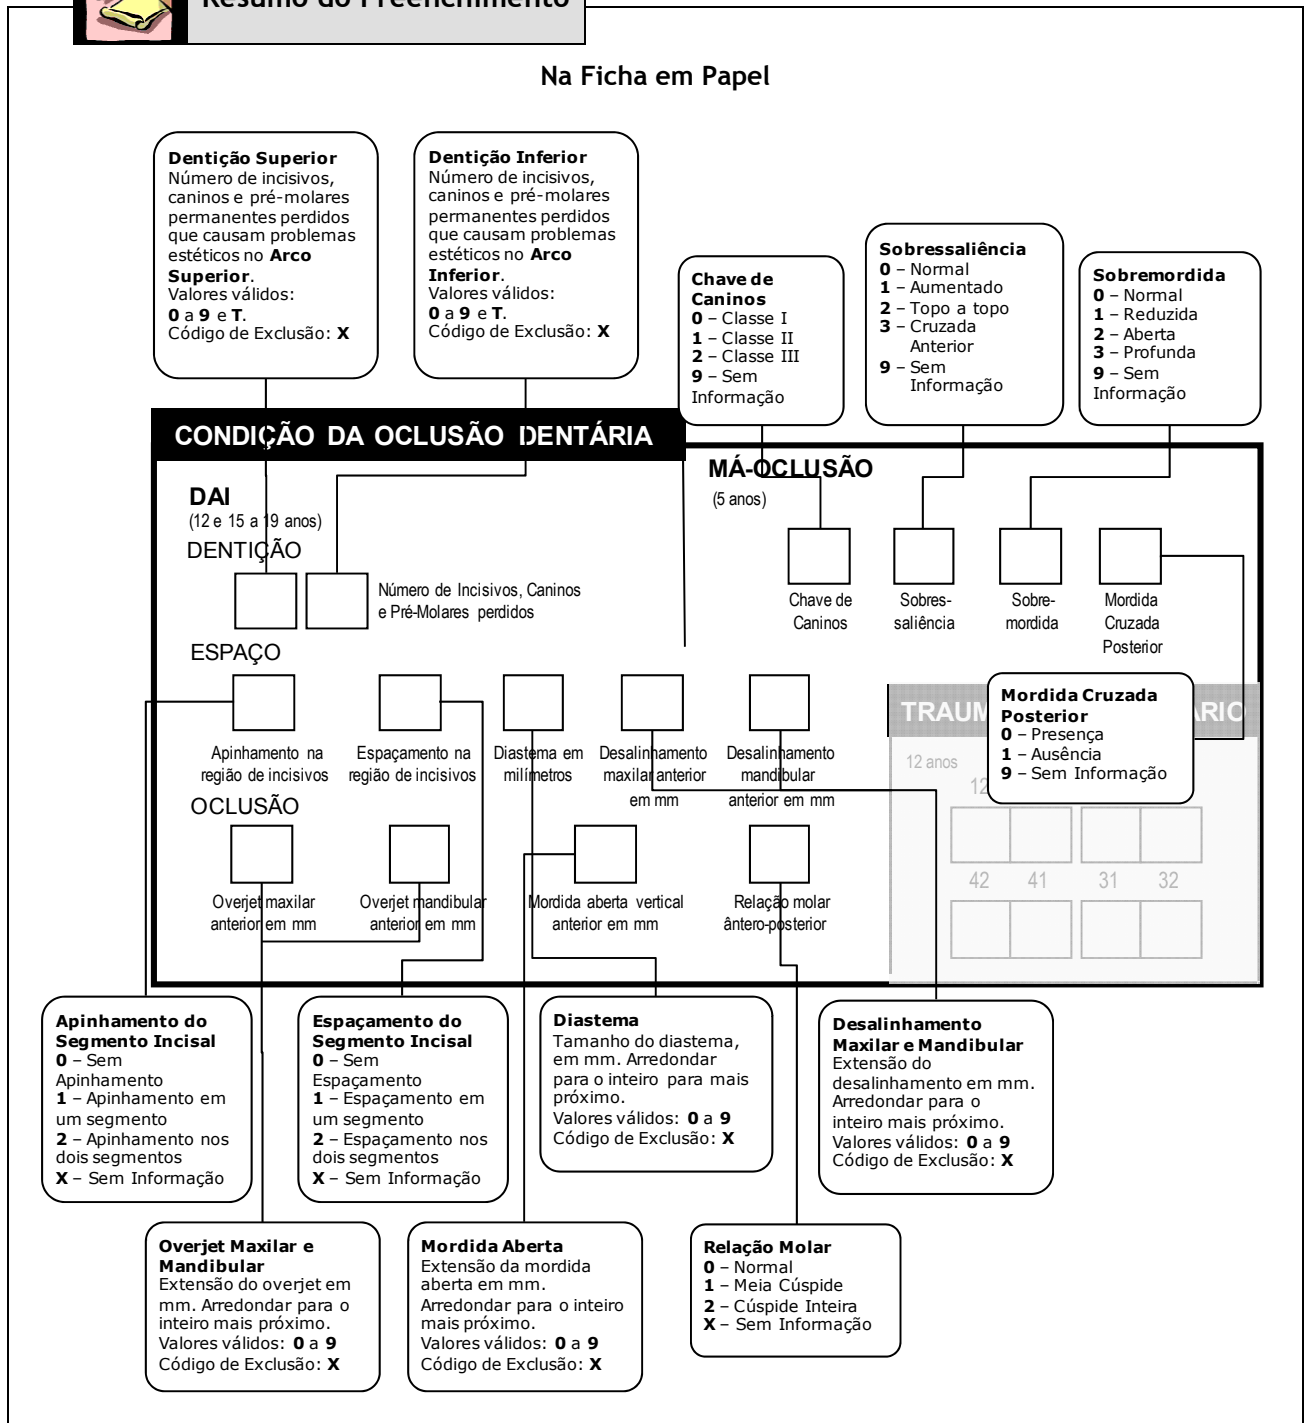 Resumo do Preenchimento
Na Ficha em Papel
Dentição Superior
Número de incisivos,
caninos e pré-molares
permanentes perdidos
que causam problemas
estéticos no Arco
Superior.
Valores válidos:
0 a 9 e T.
Código de Exclusão: X
Dentição Inferior
Número de incisivos,
caninos e pré-molares
permanentes perdidos
que causam problemas
estéticos no Arco
Inferior.
Valores válidos:
0 a 9 e T.
Código de Exclusão: X
Chave de
Caninos
0 – Classe I
1 – Classe II
2 – Classe III
9 – Sem
Informação
Sobressaliência
0 – Normal
1 – Aumentado
2 – Topo a topo
3 – Cruzada
Anterior
9 – Sem
Informação
Sobremordida
0 – Normal
1 – Reduzida
2 – Aberta
3 – Profunda
9 – Sem
Informação
CONDIÇÃO DA OCLUSÃO DENTÁRIA
DAI
(12 e 15 a 19 anos)
DENTIÇÃO
Número de Incisivos, Caninos
e Pré-Molares perdidos
MÁ-OCLUSÃO
(5 anos)
Chave de
Caninos
Sobres-
saliência
Sobre-
mordida
Mordida
Cruzada
Posterior
ESPAÇO
Apinhamento na
região de incisivos
Espaçamento na
região de incisivos
Diastema em
milímetros
Desalinhamento
maxilar anterior
em mm
Desalinhamento
mandibular
anterior em mm
TRAUM
ÁRIO
12 anos
12
Mordida Cruzada
Posterior
0 – Presença
1 – Ausência
9 – Sem Informação
42 41 31 32
OCLUSÃO
Overjet maxilar
anterior em mm
Overjet mandibular
anterior em mm
Mordida aberta vertical
anterior em mm
Relação molar
ântero-posterior
Apinhamento do
Segmento Incisal
0 – Sem
Apinhamento
1 – Apinhamento em
um segmento
2 – Apinhamento nos
dois segmentos
X – Sem Informação
Espaçamento do
Segmento Incisal
0 – Sem
Espaçamento
1 – Espaçamento em
um segmento
2 – Espaçamento nos
dois segmentos
X – Sem Informação
Diastema
Tamanho do diastema,
em mm. Arredondar
para o inteiro para mais
próximo.
Valores válidos: 0 a 9
Código de Exclusão: X
Desalinhamento
Maxilar e Mandibular
Extensão do
desalinhamento em mm.
Arredondar para o
inteiro mais próximo.
Valores válidos: 0 a 9
Código de Exclusão: X
Overjet Maxilar e
Mandibular
Extensão do overjet em
mm. Arredondar para o
inteiro mais próximo.
Valores válidos: 0 a 9
Código de Exclusão: X
Mordida Aberta
Extensão da mordida
aberta em mm.
Arredondar para o inteiro
mais próximo.
Valores válidos: 0 a 9
Código de Exclusão: X
Relação Molar
0 – Normal
1 – Meia Cúspide
2 – Cúspide Inteira
X – Sem Informação